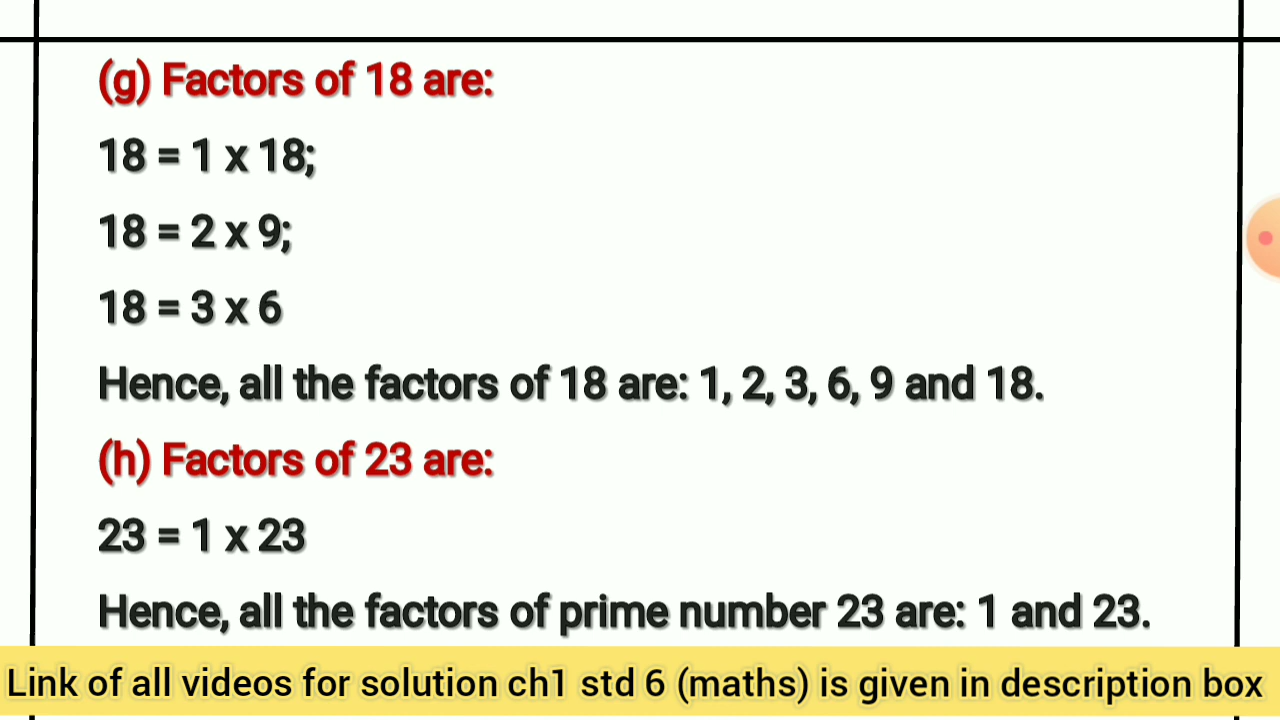 (g) Factors of 18 are:
18 = 1 x 18;
18 = 2 x 9;
18 = 3 x 6
Hence, all the factors of 18 are: 1, 2, 3, 6, 9 and 18.
(h) Factors of 23 are:
23 = 1 x 23
Hence, all the factors of prime number 23 are: 1 and 23.
Link of all videos for solution ch1 std 6 (maths) is given in description box